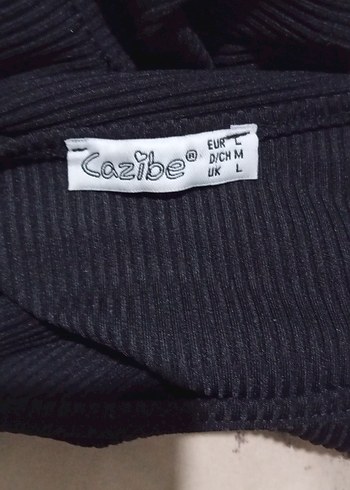 Cazibe®
EUR L
D/CH M
UK L